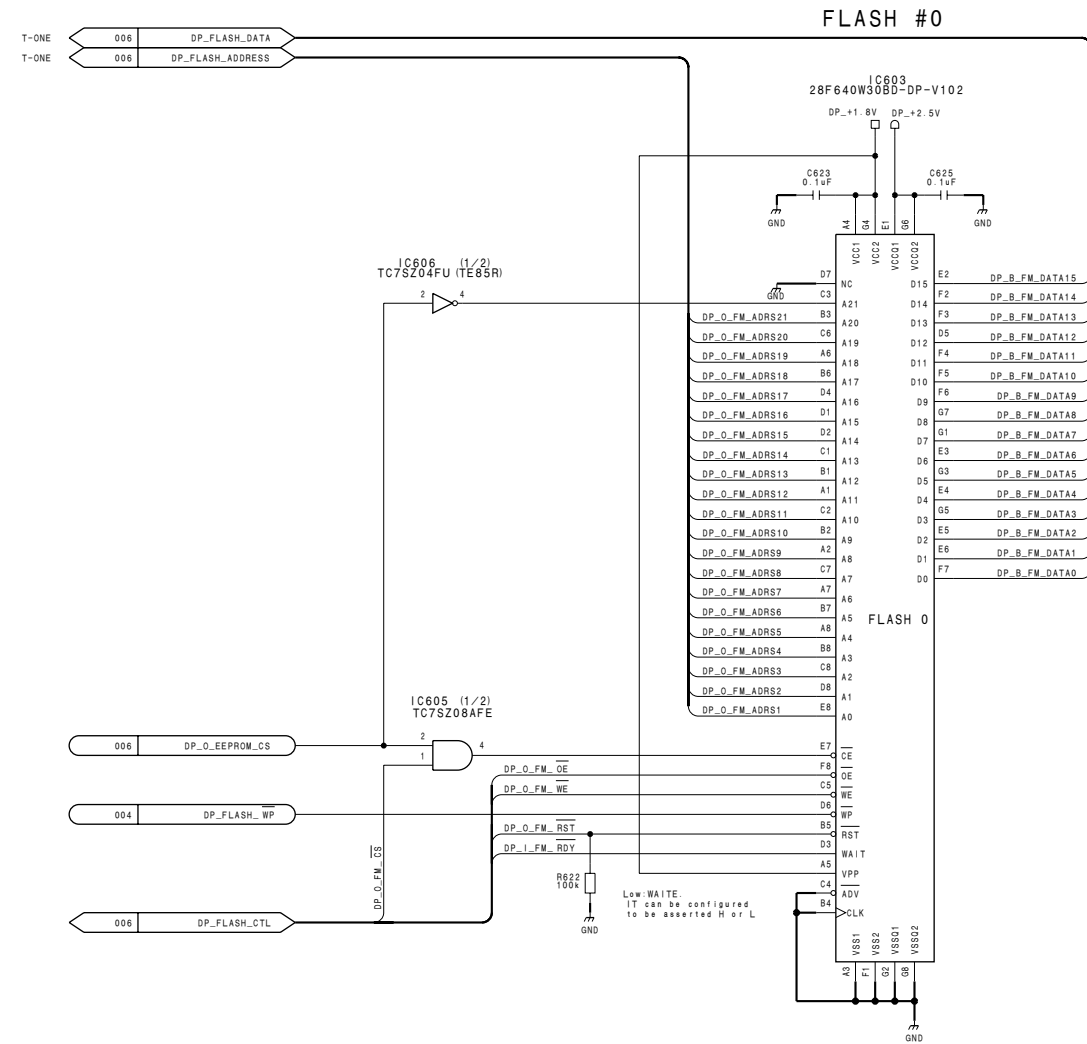 FLASH #0
T-ONE 006 DP_FLASH_DATA
T-ONE 006 DP_FLASH_ADDRESS
IC603
28F640W30BD-DP-V102
DP_+1.8V DP_+2.5V
C623
0.1uF
C625
0.1uF
GND
GND
A4 G4 E1 G6
VCC1 VCC2 VCCQ1 VCCQ2
IC606 (1/2)
TC7SZ04FU(TE85R)
2 4
GND
D7 NC
C3 A21
DP_O_FM_ADRS21 B3 A20
DP_O_FM_ADRS20 C6 A19
DP_O_FM_ADRS19 A6 A18
DP_O_FM_ADRS18 B6 A17
DP_O_FM_ADRS17 D4 A16
DP_O_FM_ADRS16 D1 A15
DP_O_FM_ADRS15 D2 A14
DP_O_FM_ADRS14 C1 A13
DP_O_FM_ADRS13 B1 A12
DP_O_FM_ADRS12 A1 A11
DP_O_FM_ADRS11 C2 A10
DP_O_FM_ADRS10 B2 A9
DP_O_FM_ADRS9 A2 A8
DP_O_FM_ADRS8 C7 A7
DP_O_FM_ADRS7 A7 A6
DP_O_FM_ADRS6 B7 A5
DP_O_FM_ADRS5 A8 A4
DP_O_FM_ADRS4 B8 A3
DP_O_FM_ADRS3 C8 A2
DP_O_FM_ADRS2 D8 A1
DP_O_FM_ADRS1 E8 A0
D15 E2 DP_B_FM_DATA15
D14 F2 DP_B_FM_DATA14
D13 F3 DP_B_FM_DATA13
D12 D5 DP_B_FM_DATA12
D11 F4 DP_B_FM_DATA11
D10 F5 DP_B_FM_DATA10
D9 F6 DP_B_FM_DATA9
D8 G7 DP_B_FM_DATA8
D7 G1 DP_B_FM_DATA7
D6 E3 DP_B_FM_DATA6
D5 G3 DP_B_FM_DATA5
D4 E4 DP_B_FM_DATA4
D3 G5 DP_B_FM_DATA3
D2 E5 DP_B_FM_DATA2
D1 E6 DP_B_FM_DATA1
D0 F7 DP_B_FM_DATA0
FLASH 0
IC605 (1/2)
TC7SZ08AFE
006 DP_O_EEPROM_CS
2
1
4
E7 CE
DP_O_FM_OE F8 OE
DP_O_FM_WE C5 WE
004 DP_FLASH_WP
D6 WP
DP_O_FM_RST B5 RST
DP_I_FM_RDY D3 WAIT
A5 VPP
C4 ADV
B4 CLK
DP_O_FM_CS
R622
100k
GND
Low:WAITE.
IT can be configured
to be asserted H or L
006 DP_FLASH_CTL
VSS1 VSS2 VSSQ1 VSSQ2
A3 F1 G2 G8
GND